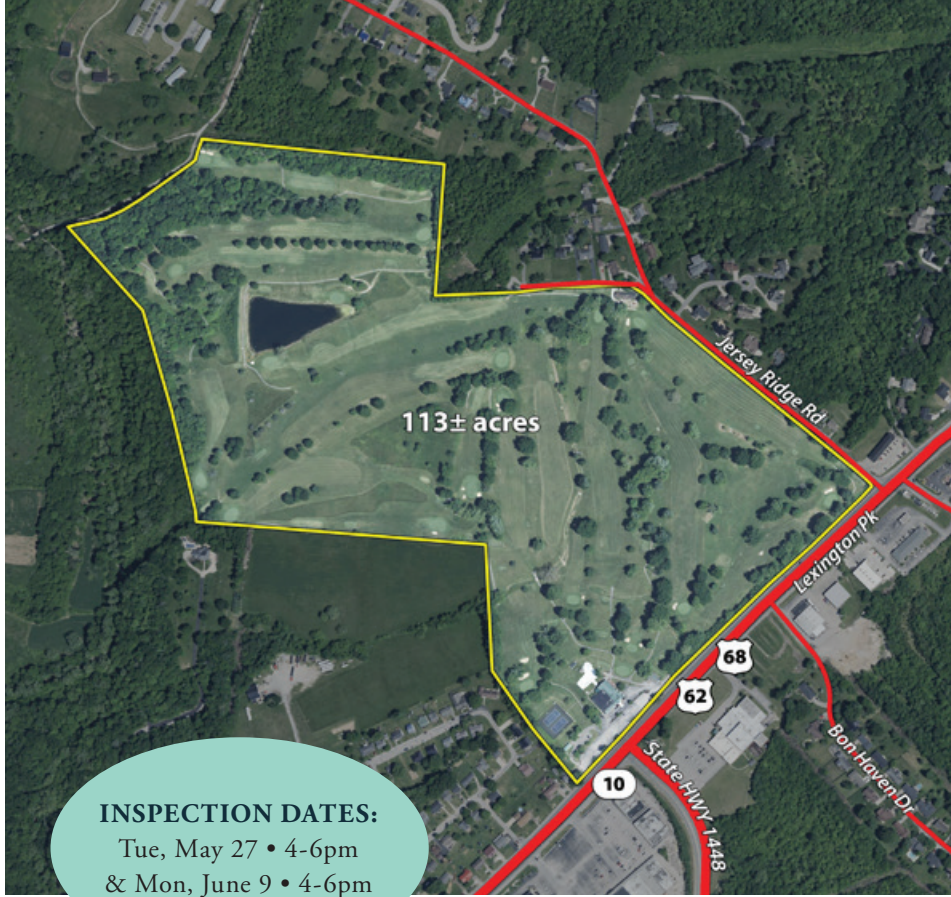 Jersey Ridge Rd
113± acres
Lexington Pk
68
62
10
State HWY 1448
Bon Haven Dr
INSPECTION DATES:
Tue, May 27 • 4-6pm
& Mon, June 9 • 4-6pm